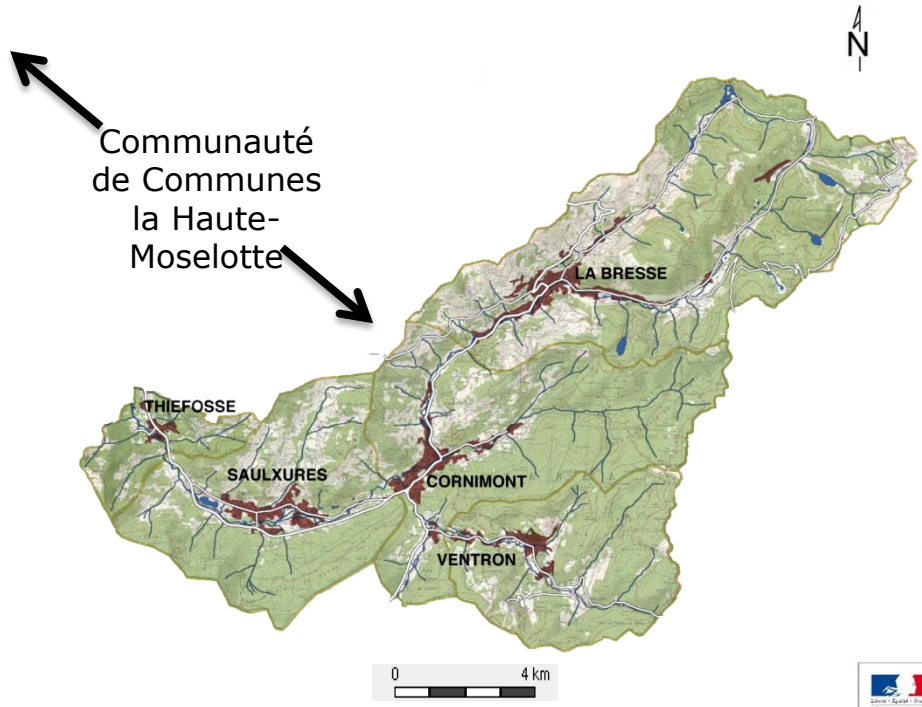 N
Communauté
de Communes
la Haute-
Moselotte
LA BRESSE
THIEFOSSE
SAULXURES
CORNIMONT
VENTRON
0 4 km